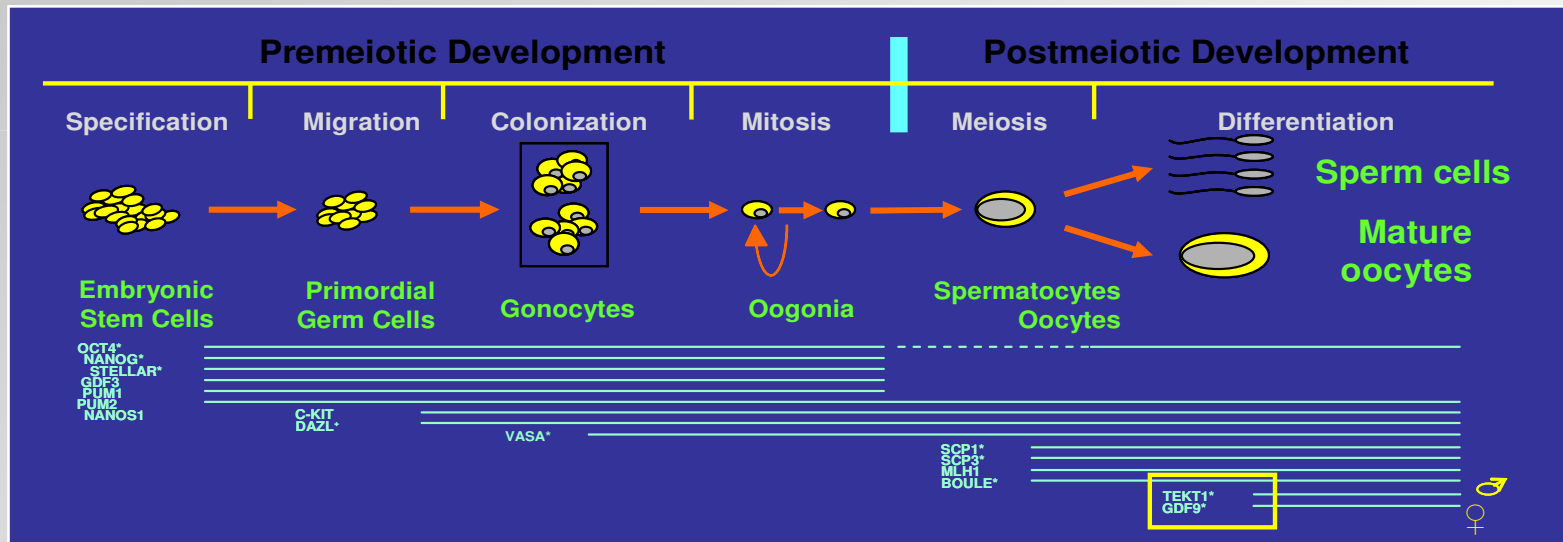 Premeiotic Development
Postmeiotic Development
Specification
Migration
Colonization
Mitosis
Meiosis
Differentiation
Sperm cells
Mature
oocytes
Embryonic
Stem Cells
Primordial
Germ Cells
Gonocytes
Oogonia
Spermatocytes
Oocytes
OCT4*
NANOG*
STELLAR*
GDF3
PUM1
PUM2
NANOS1
C-KIT
DAZL*
VASA*
SCP1*
SCP3*
MLH1
BOULE*
TEKT1*
GDF9*
♂
♀